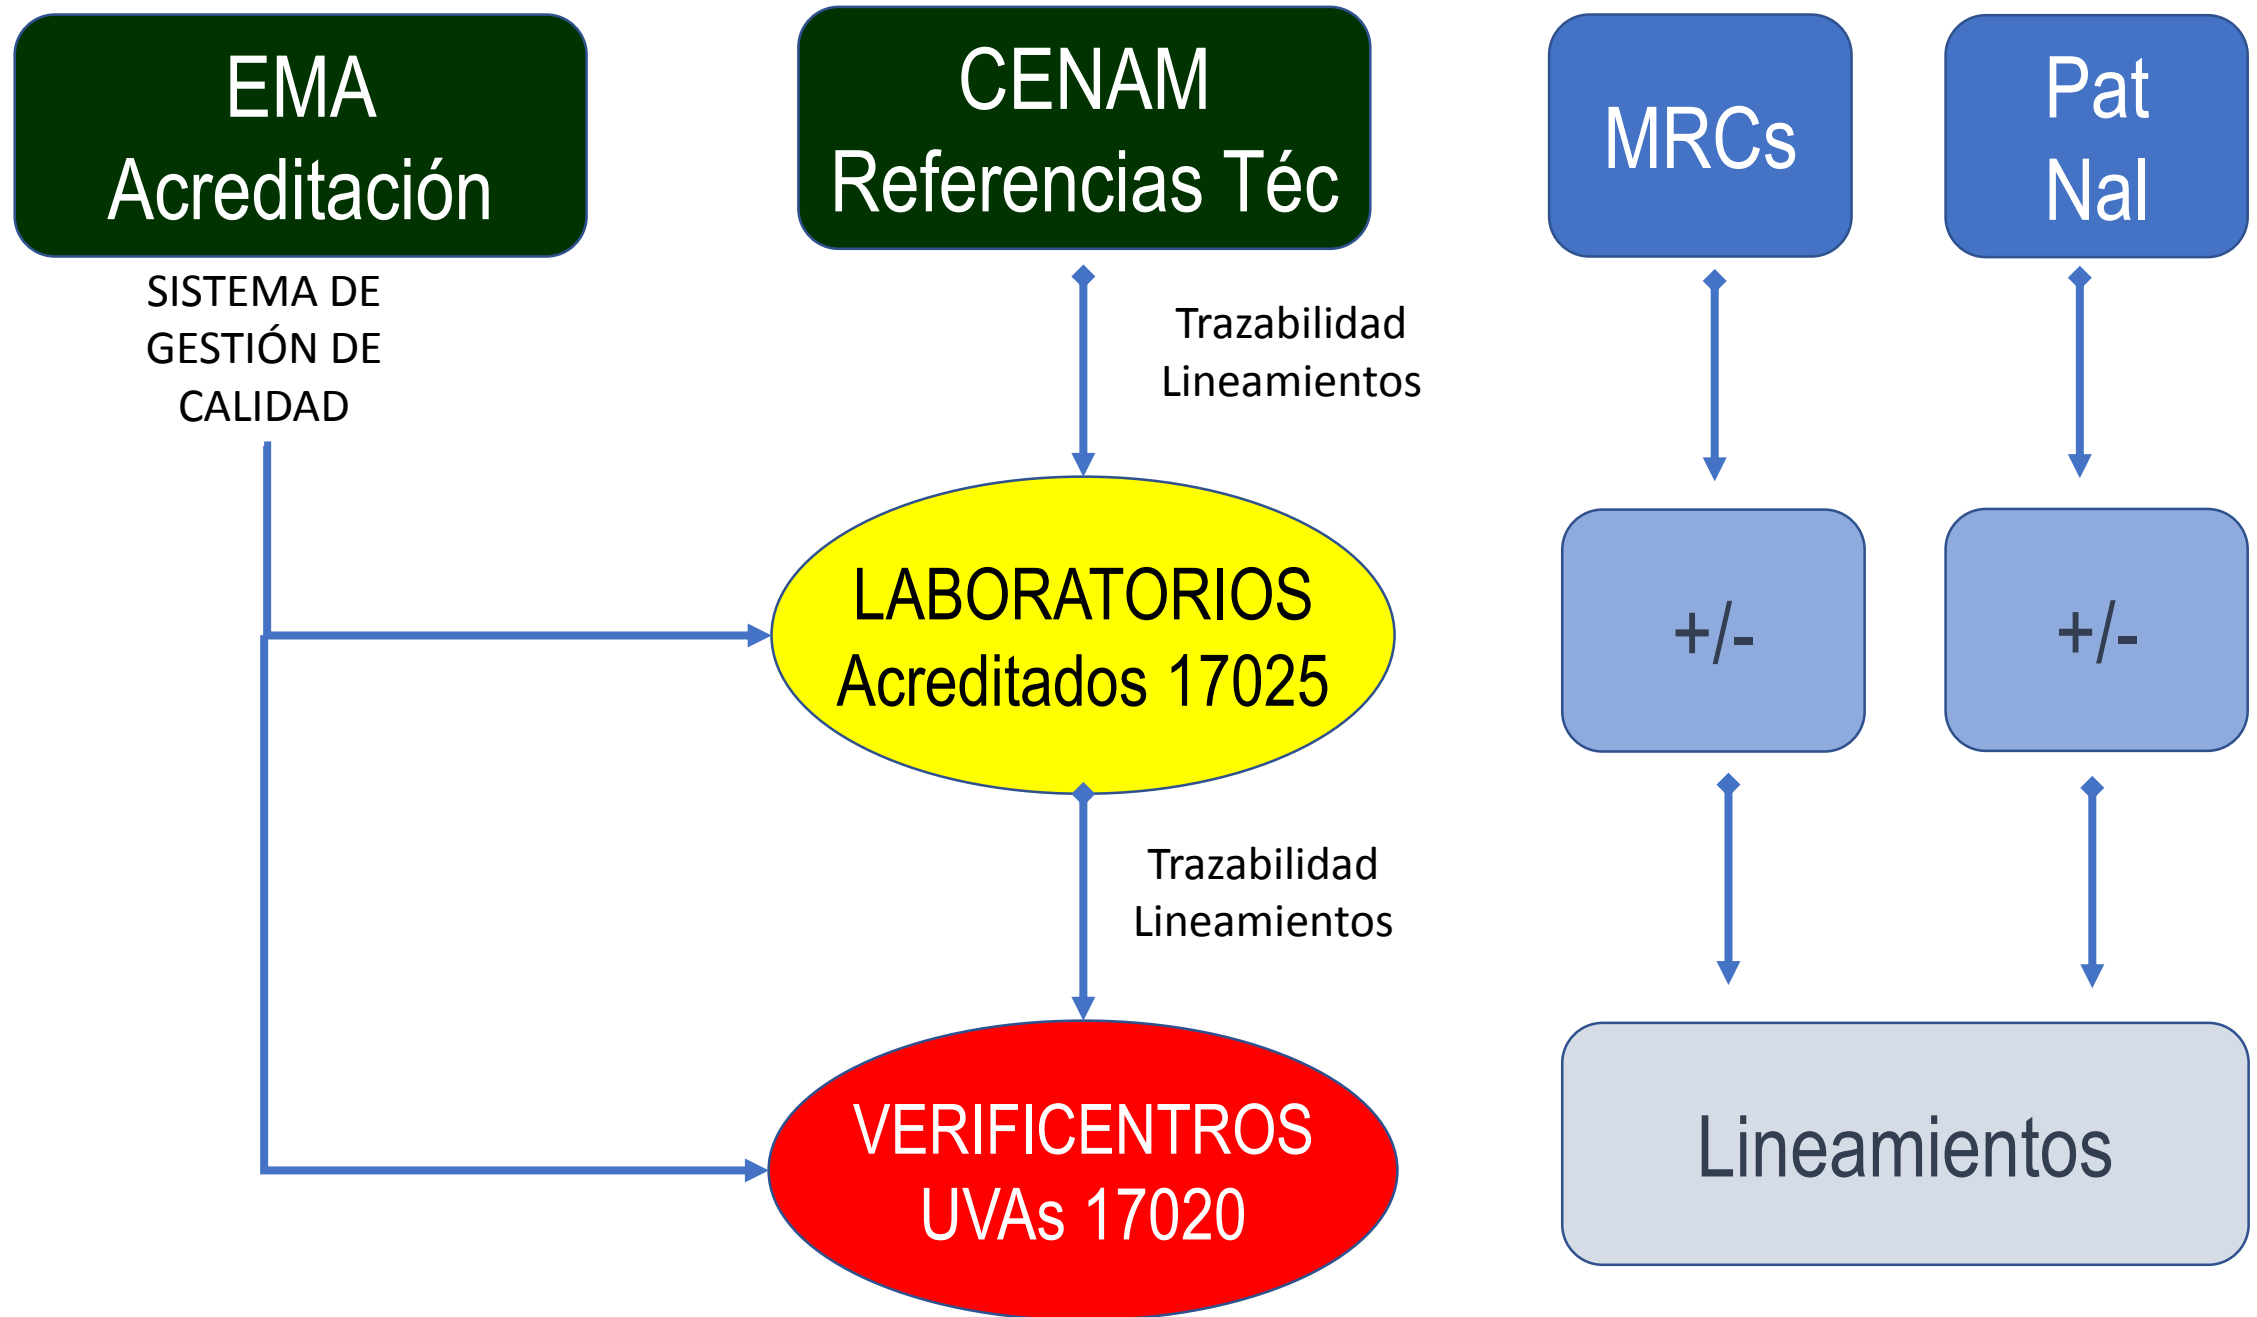 EMA
Acreditación
CENAM
Referencias Téc
MRCs
Pat
Nal
SISTEMA DE
GESTIÓN DE
CALIDAD
Trazabilidad
Lineamientos
LABORATORIOS
Acreditados 17025
+/-
+/-
Trazabilidad
Lineamientos
VERIFICENTROS
UVAs 17020
Lineamientos